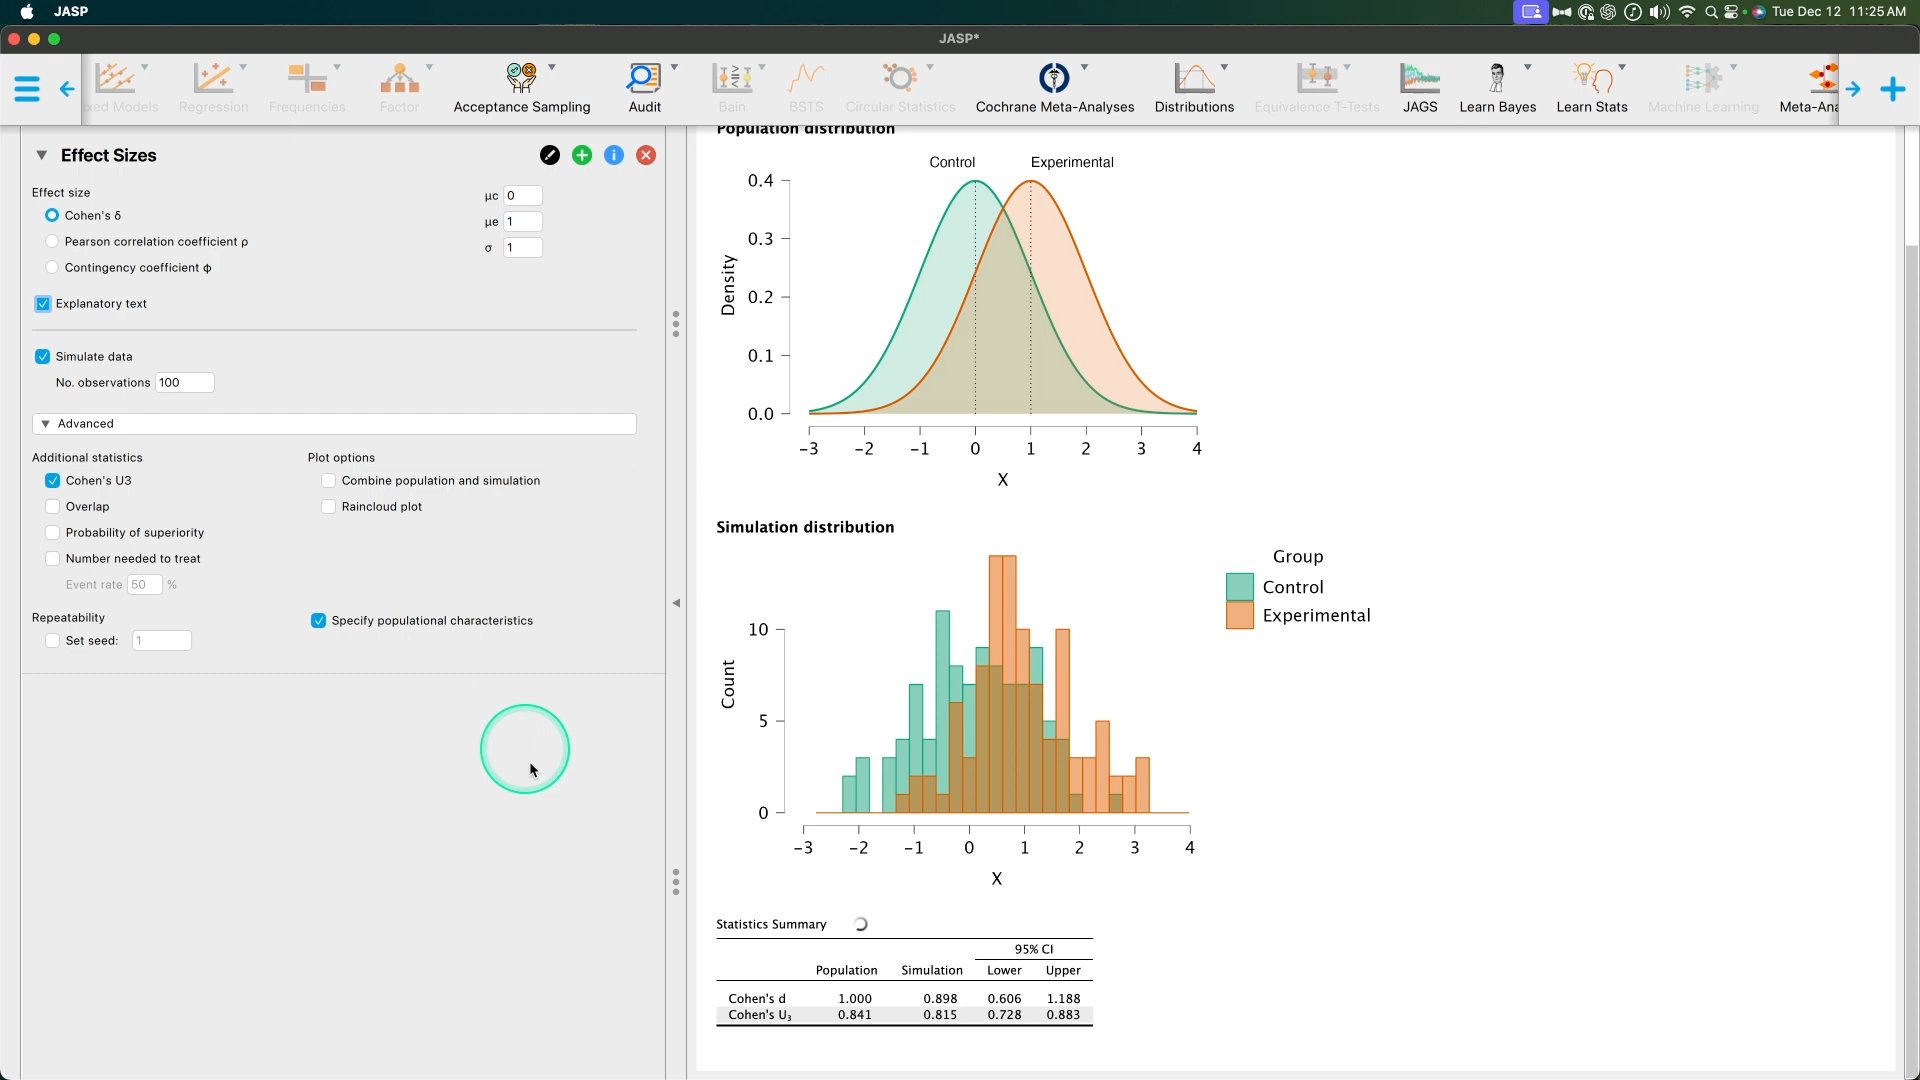 JASP
Tue Dec 12 11:25 AM
JASP*
xed Models
Regression
Frequencies
Factor
Acceptance Sampling
Audit
Bain
BSTS
Circular Statistics
Cochrane Meta-Analyses
Distributions
Equivalence T-Tests
JAGS
Learn Bayes
Learn Stats
Machine Learning
Meta-Ana
Effect Sizes
Effect size
Cohen's δ
Pearson correlation coefficient ρ
Contingency coefficient ϕ
μc 0
μe 1
σ 1
Explanatory text
Simulate data
No. observations 100
Advanced
Additional statistics
Cohen's U3
Overlap
Probability of superiority
Number needed to treat
Event rate 50 %
Plot options
Combine population and simulation
Raincloud plot
Repeatability
Set seed: 1
Specify populational characteristics
Population distribution
Control Experimental
0.4
0.3
0.2
0.1
0.0
Density
-3 -2 -1 0 1 2 3 4
X
Simulation distribution
Group
Control
Experimental
10
5
0
Count
-3 -2 -1 0 1 2 3 4
X
Statistics Summary
95% CI
Population Simulation Lower Upper
Cohen's d 1.000 0.898 0.606 1.188
Cohen's U₃ 0.841 0.815 0.728 0.883